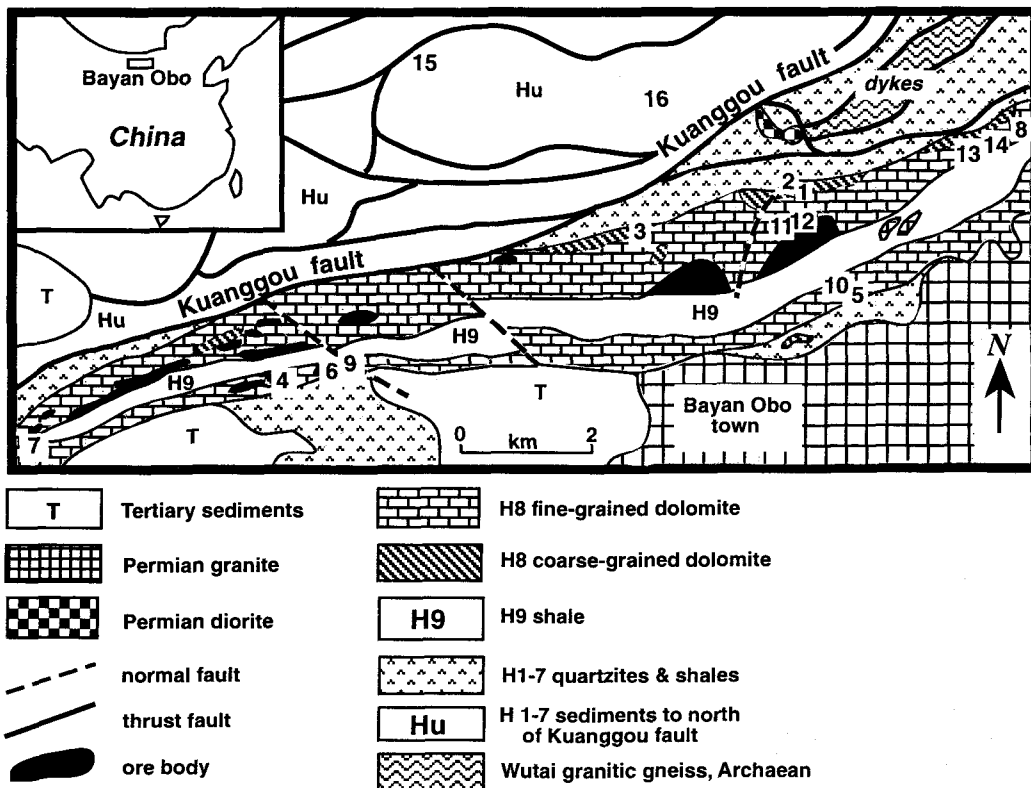 Bayan Obo
China
15
Hu
16
Kuanggou fault
dykes
8
14
13
Hu
2
1
12
11
3
Kuanggou fault
T
Hu
10
5
H9
H9
H9
4
6
9
7
T
T
Bayan Obo
town
N
0 km 2
T Tertiary sediments
Permian granite
Permian diorite
normal fault
thrust fault
ore body
H8 fine-grained dolomite
H8 coarse-grained dolomite
H9 H9 shale
H1-7 quartzites & shales
Hu H 1-7 sediments to north
of Kuanggou fault
Wutai granitic gneiss, Archaean